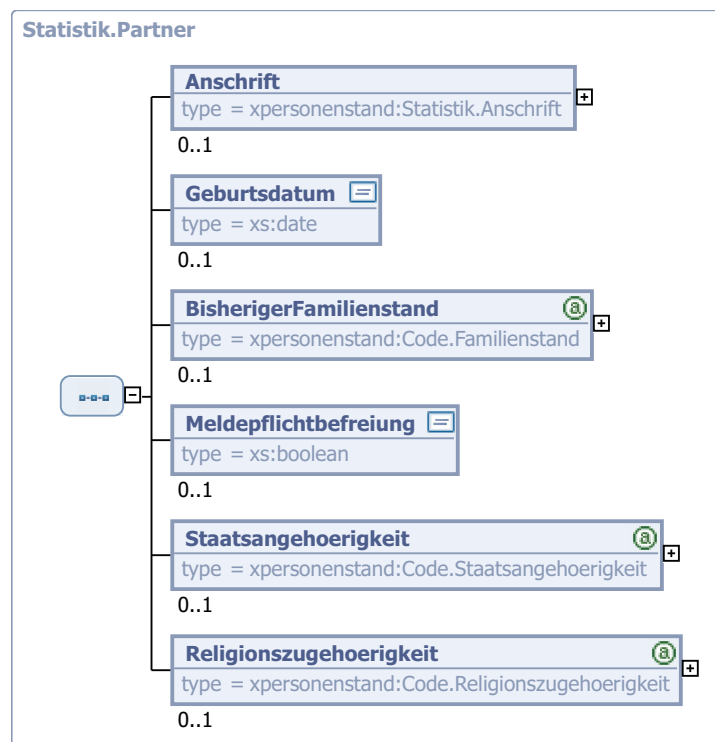 Statistik.Partner
Anschrift
type = xpersonenstand:Statistik.Anschrift
0..1
Geburtsdatum
type = xs:date
0..1
BisherigerFamilienstand
type = xpersonenstand:Code.Familienstand
0..1
Meldepflichtbefreiung
type = xs:boolean
0..1
Staatsangehoerigkeit
type = xpersonenstand:Code.Staatsangehoerigkeit
0..1
Religionszugehoerigkeit
type = xpersonenstand:Code.Religionszugehoerigkeit
0..1